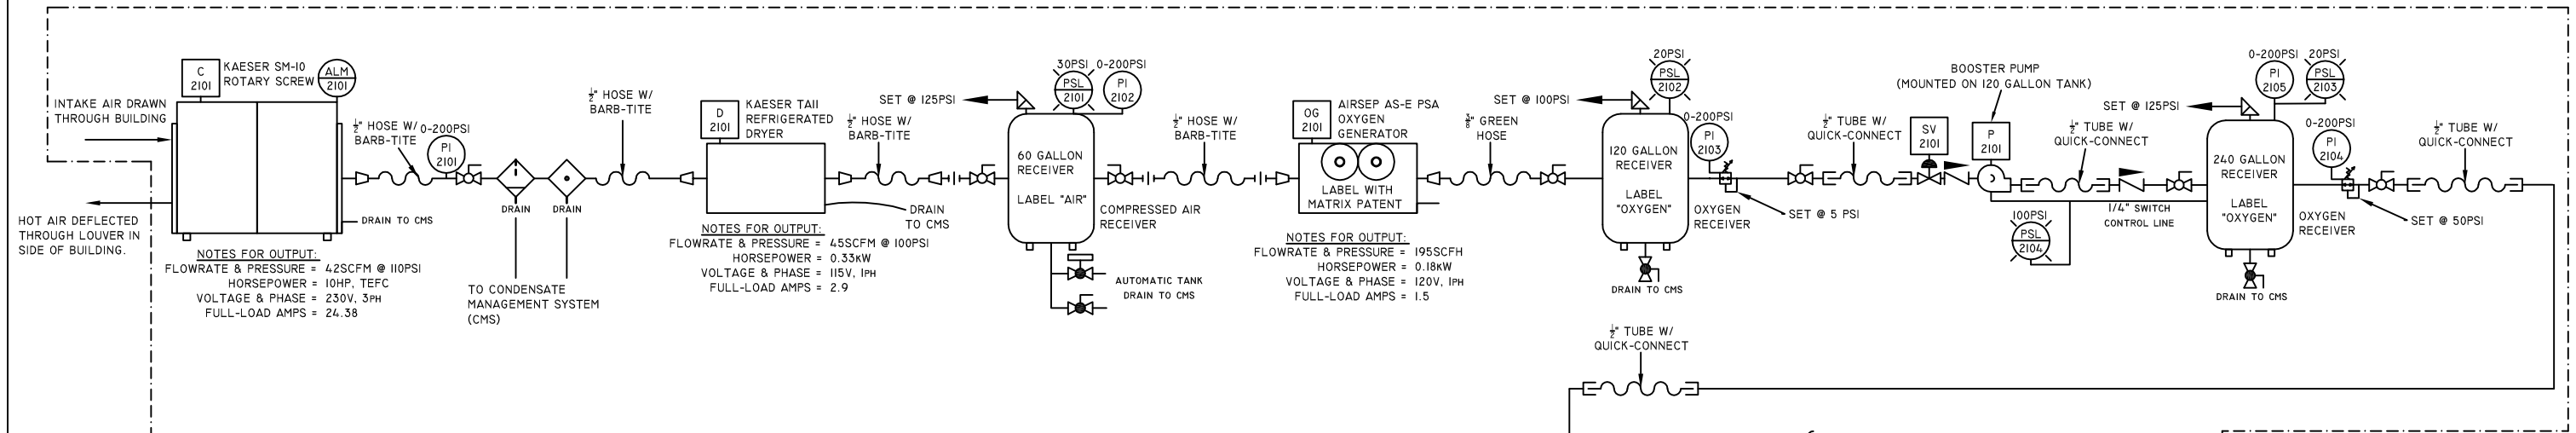 C
2101
KAESER SM-10
ROTARY SCREW
ALM
2101
INTAKE AIR DRAWN
THROUGH BUILDING
HOT AIR DEFLECTED
THROUGH LOUVER IN
SIDE OF BUILDING.
DRAIN TO CMS
NOTES FOR OUTPUT:
FLOWRATE & PRESSURE = 42SCFM @ 110PSI
HORSEPOWER = 10HP, TEFC
VOLTAGE & PHASE = 230V, 3PH
FULL-LOAD AMPS = 24.38
½" HOSE W/
BARB-TITE
0-200PSI
PI
2101
DRAIN
DRAIN
TO CONDENSATE
MANAGEMENT SYSTEM
(CMS)
½" HOSE W/
BARB-TITE
D
2101
KAESER TA11
REFRIGERATED
DRYER
DRAIN
TO CMS
NOTES FOR OUTPUT:
FLOWRATE & PRESSURE = 45SCFM @ 100PSI
HORSEPOWER = 0.33KW
VOLTAGE & PHASE = 115V, 1PH
FULL-LOAD AMPS = 2.9
½" HOSE W/
BARB-TITE
SET @ 125PSI
30PSI
PSL
2101
0-200PSI
PI
2102
60 GALLON
RECEIVER
LABEL "AIR"
COMPRESSED AIR
RECEIVER
AUTOMATIC TANK
DRAIN TO CMS
½" HOSE W/
BARB-TITE
OG
2101
AIRSEP AS-E PSA
OXYGEN
GENERATOR
LABEL WITH
MATRIX PATENT
NOTES FOR OUTPUT:
FLOWRATE & PRESSURE = 195SCFH
HORSEPOWER = 0.18KW
VOLTAGE & PHASE = 120V, 1PH
FULL-LOAD AMPS = 1.5
⅜" GREEN
HOSE
SET @ 100PSI
20PSI
PSL
2102
0-200PSI
PI
2103
120 GALLON
RECEIVER
LABEL
"OXYGEN"
OXYGEN
RECEIVER
SET @ 5 PSI
DRAIN TO CMS
½" TUBE W/
QUICK-CONNECT
SV
2101
BOOSTER PUMP
(MOUNTED ON 120 GALLON TANK)
P
2101
½" TUBE W/
QUICK-CONNECT
1/4" SWITCH
CONTROL LINE
100PSI
PSL
2104
SET @ 125PSI
0-200PSI
PI
2105
20PSI
PSL
2103
240 GALLON
RECEIVER
LABEL
"OXYGEN"
OXYGEN
RECEIVER
0-200PSI
PI
2104
SET @ 50PSI
DRAIN TO CMS
½" TUBE W/
QUICK-CONNECT
½" TUBE W/
QUICK-CONNECT